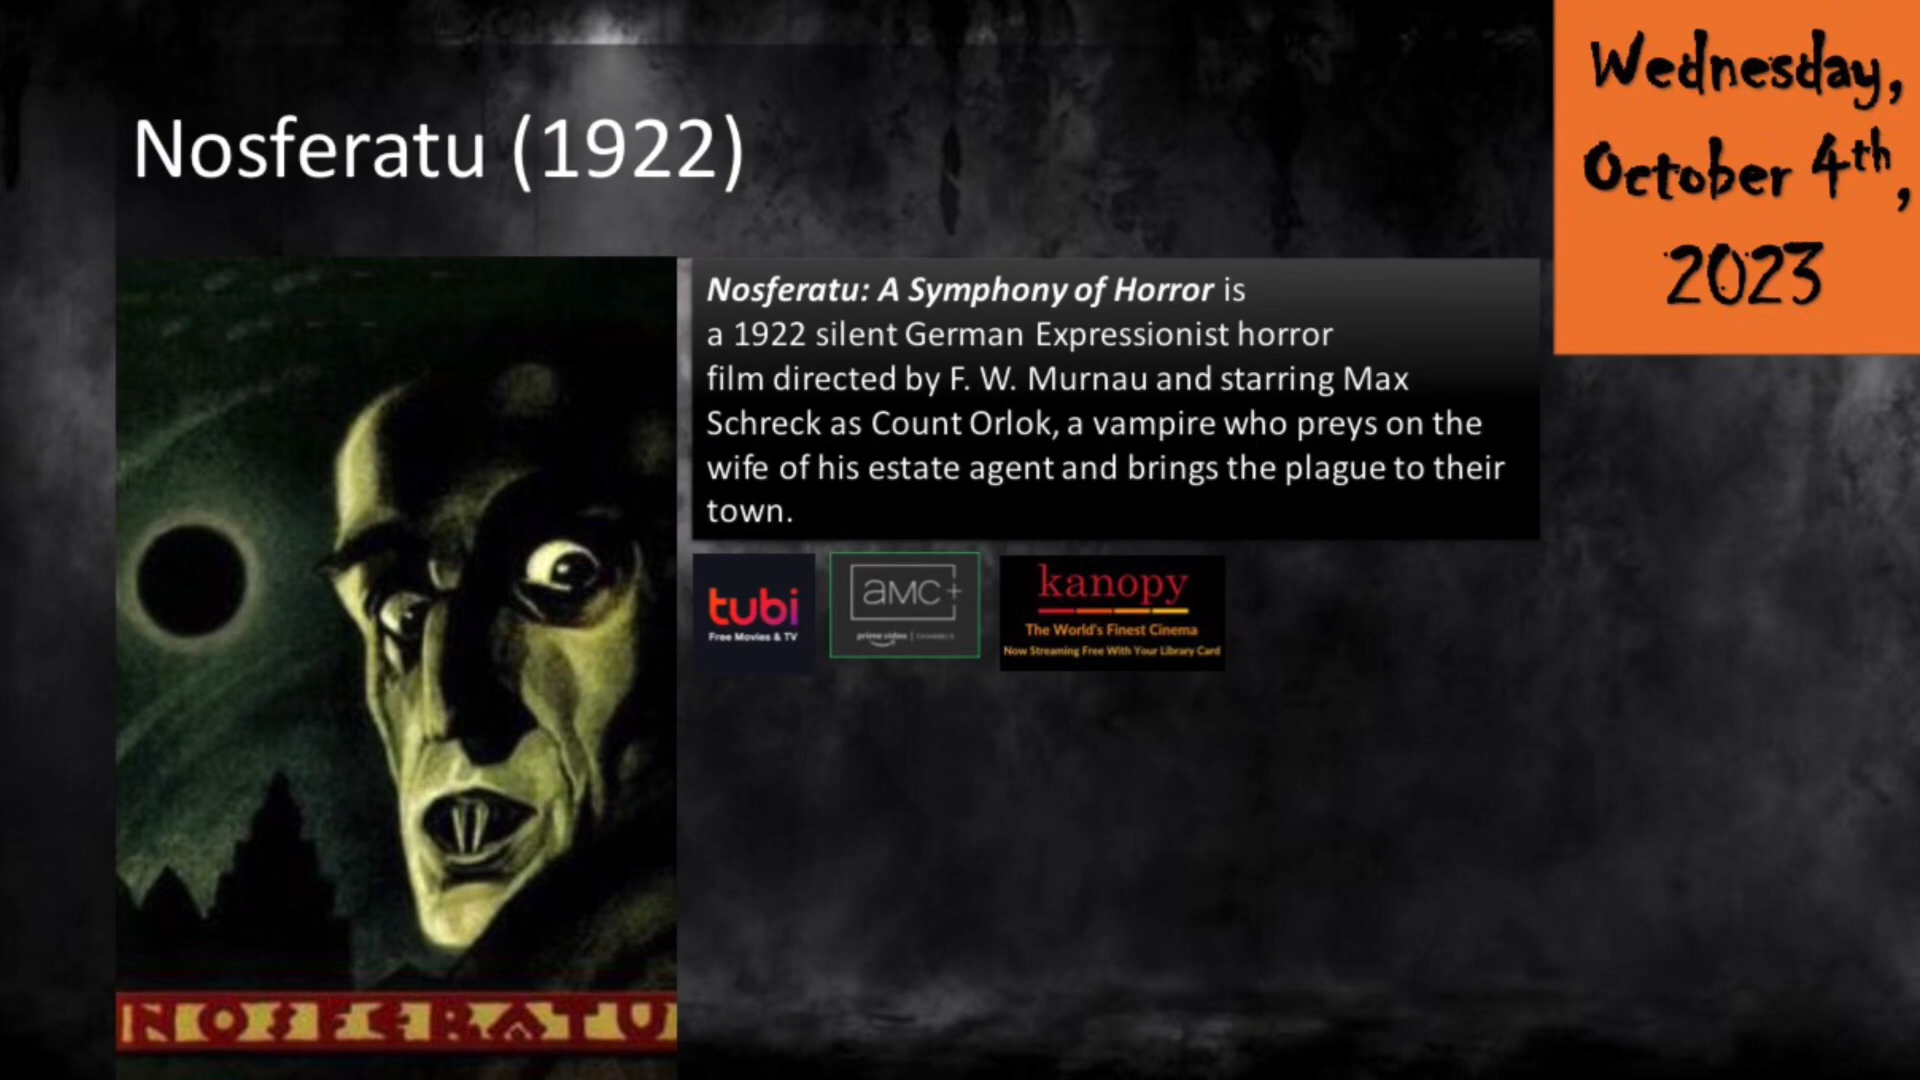 Nosferatu (1922)
Wednesday,
October 4th,
2023
Nosferatu: A Symphony of Horror is
a 1922 silent German Expressionist horror
film directed by F. W. Murnau and starring Max
Schreck as Count Orlok, a vampire who preys on the
wife of his estate agent and brings the plague to their
town.
tubi
Free Movies & TV
aMC+
prime video | CHANNELS
kanopy
The World's Finest Cinema
Now Streaming Free With Your Library Card
NOSFERATU